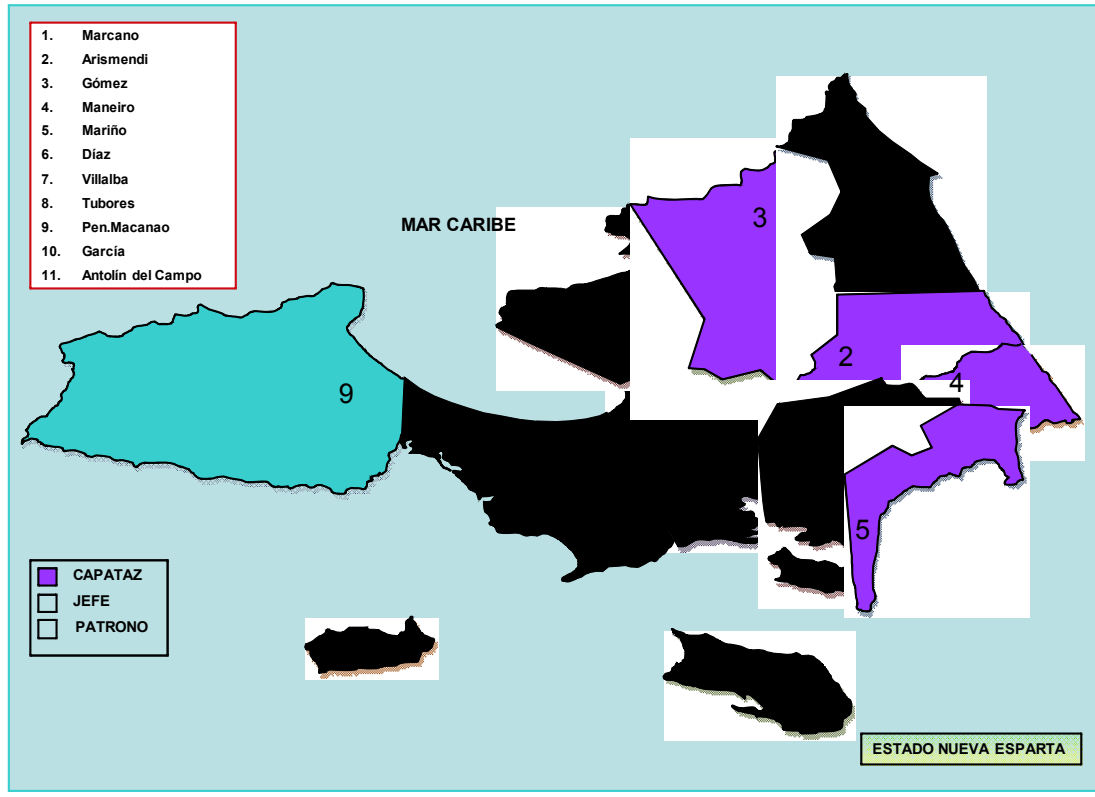 1. Marcano
2. Arismendi
3. Gómez
4. Maneiro
5. Mariño
6. Díaz
7. Villalba
8. Tubores
9. Pen.Macanao
10. García
11. Antolín del Campo
MAR CARIBE
3
2
4
9
5
CAPATAZ
JEFE
PATRONO
ESTADO NUEVA ESPARTA